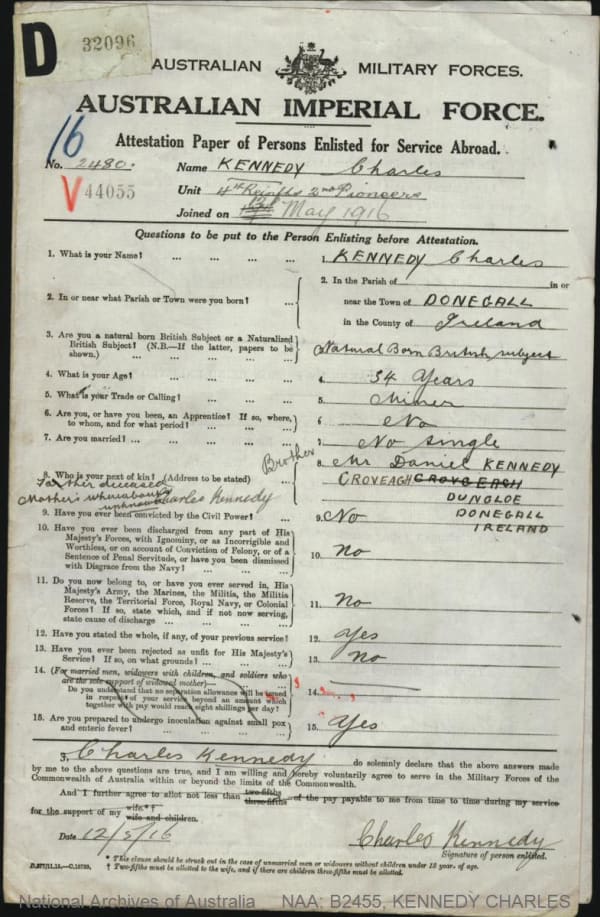 D
32096
AUSTRALIAN MILITARY FORCES.
AUSTRALIAN IMPERIAL FORCE.
16
Attestation Paper of Persons Enlisted for Service Abroad.
No. 2480. Name KENNEDY Charles
V44055
Unit 4th Reinfts 2nd Pioneers
Joined on May 1916
Questions to be put to the Person Enlisting before Attestation.
1. What is your Name? ... ... ... ... 1. KENNEDY Charles
2. In or near what Parish or Town were you born? ...
2. In the Parish of in or
near the Town of DONEGALL
in the County of Ireland
3. Are you a natural born British Subject or a Naturalized
British Subject? (N.B.—If the latter, papers to be
shown.) ... ... ... ... ...
Natural Born British subject
4. What is your Age? ... ... ... ... 4. 34 Years
5. What is your Trade or Calling? ... ... ... 5. Miner
6. Are you, or have you been, an Apprentice? If so, where,
to whom, and for what period? ... ... ...
6. No
7. Are you married? ... ... ... ... 7. No single
Brother
8. Who is your next of kin? (Address to be stated) ...
8. Mr Daniel KENNEDY
Farther deceased
Mother's whereabouts
unknown Charles Kennedy
CROVEAGH
DUNGLOE
DONEGALL
IRELAND
9. Have you ever been convicted by the Civil Power? ... 9. No
10. Have you ever been discharged from any part of His
Majesty's Forces, with Ignominy, or as Incorrigible and
Worthless, or on account of Conviction of Felony, or of a
Sentence of Penal Servitude, or have you been dismissed
with Disgrace from the Navy? ... ... ...
10. No
11. Do you now belong to, or have you ever served in, His
Majesty's Army, the Marines, the Militia, the Militia
Reserve, the Territorial Force, Royal Navy, or Colonial
Forces? If so, state which, and if not now serving,
state cause of discharge ... ... ... ...
11. No
12. Have you stated the whole, if any, of your previous service? 12. Yes
13. Have you ever been rejected as unfit for His Majesty's
Service? If so, on what grounds? ... ... ...
13. No
14. (For married men, widowers with children, and soldiers who
are the sole support of widowed mother)—
Do you understand that no separation allowance will be issued
in respect of your service beyond an amount which
together with pay would reach eight shillings per day?
14.
15. Are you prepared to undergo inoculation against small pox
and enteric fever? ... ... ... ...
15. Yes
I, Charles Kennedy do solemnly declare that the above answers made
by me to the above questions are true, and I am willing and hereby voluntarily agree to serve in the Military Forces of the
Commonwealth of Australia within or beyond the limits of the Commonwealth.
And I further agree to allot not less than two-fifths three-fifths of the pay payable to me from time to time during my service
for the support of my wife.*† wife and children.
Date 12/5/16
Charles Kennedy
Signature of person enlisted.
* This clause should be struck out in the case of unmarried men or widowers without children under 18 years of age.
† Two-fifths must be allotted to the wife, and if there are children three-fifths must be allotted.
National Archives of Australia NAA: B2455, KENNEDY CHARLES